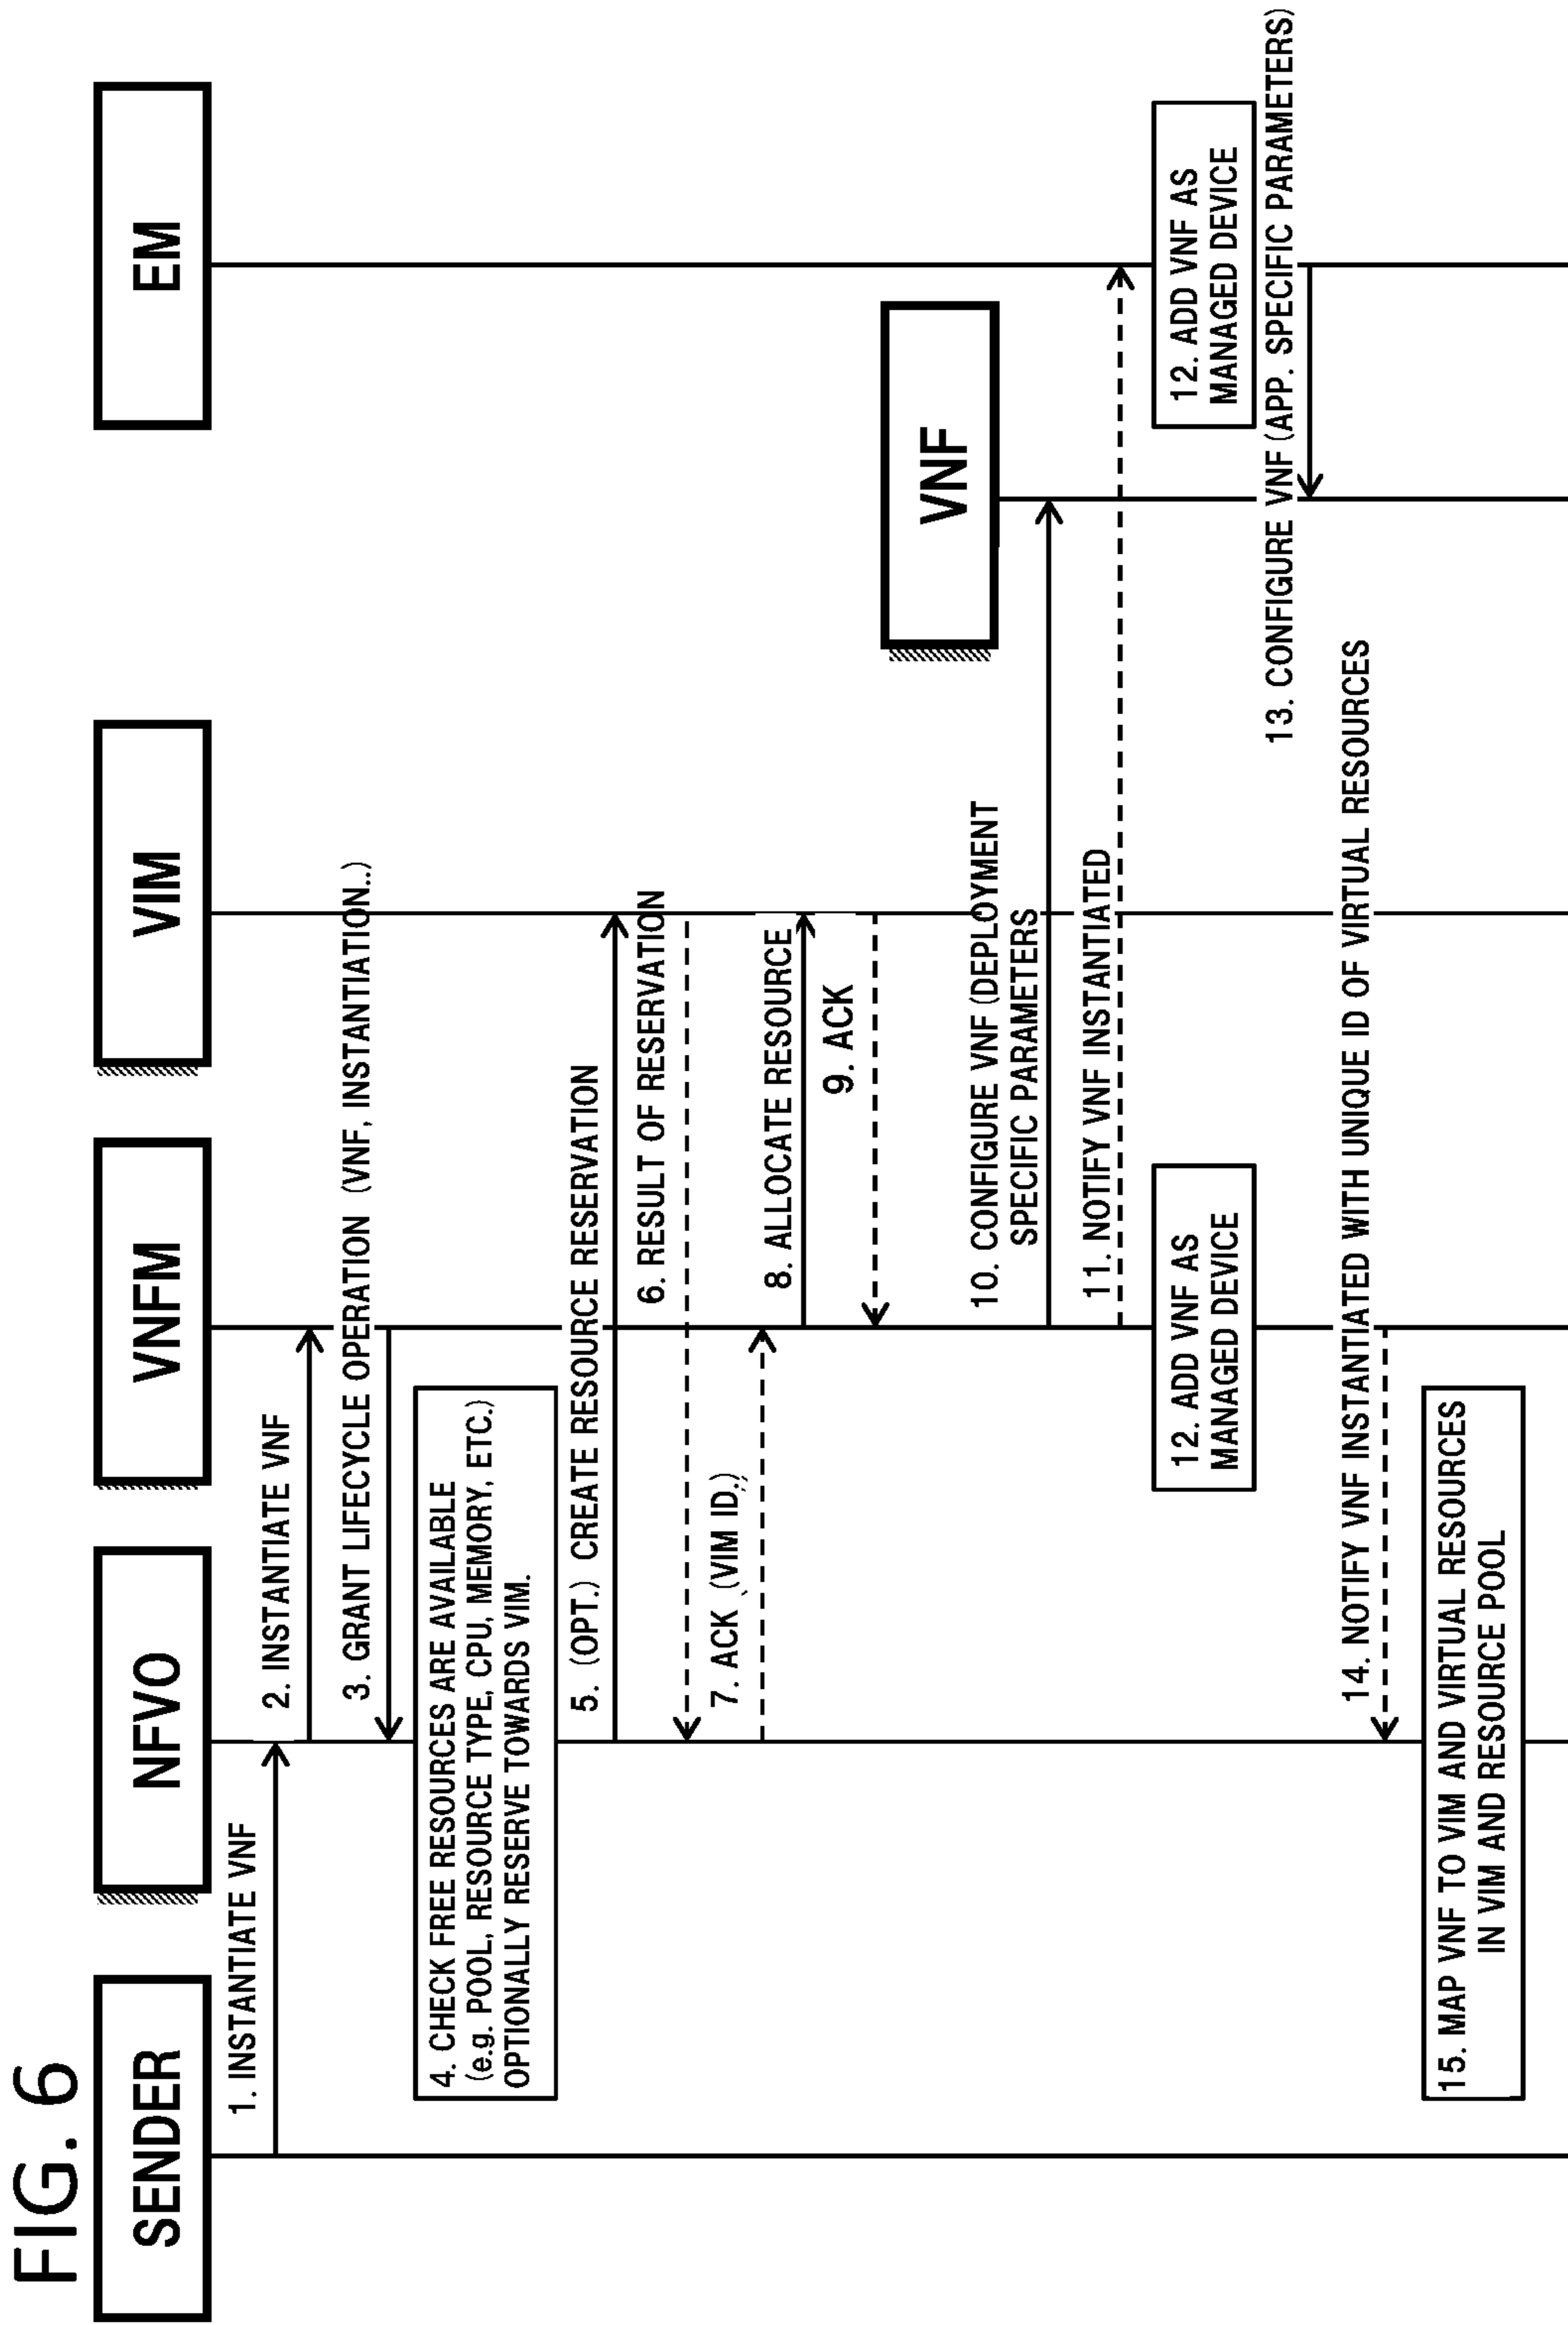 FIG. 6
SENDER
NFVO
VNFM
VIM
EM
1. INSTANTIATE VNF
2. INSTANTIATE VNF
3. GRANT LIFECYCLE OPERATION (VNF, INSTANTIATION..)
4. CHECK FREE RESOURCES ARE AVAILABLE
(e.g. POOL, RESOURCE TYPE, CPU, MEMORY, ETC.)
OPTIONALLY RESERVE TOWARDS VIM.
5. (OPT.) CREATE RESOURCE RESERVATION
6. RESULT OF RESERVATION
7. ACK (VIM ID.)
8. ALLOCATE RESOURCE
9. ACK
VNF
10. CONFIGURE VNF (DEPLOYMENT
SPECIFIC PARAMETERS
11. NOTIFY VNF INSTANTIATED
12. ADD VNF AS
MANAGED DEVICE
12. ADD VNF AS
MANAGED DEVICE
13. CONFIGURE VNF (APP. SPECIFIC PARAMETERS)
14. NOTIFY VNF INSTANTIATED WITH UNIQUE ID OF VIRTUAL RESOURCES
15. MAP VNF TO VIM AND VIRTUAL RESOURCES
IN VIM AND RESOURCE POOL